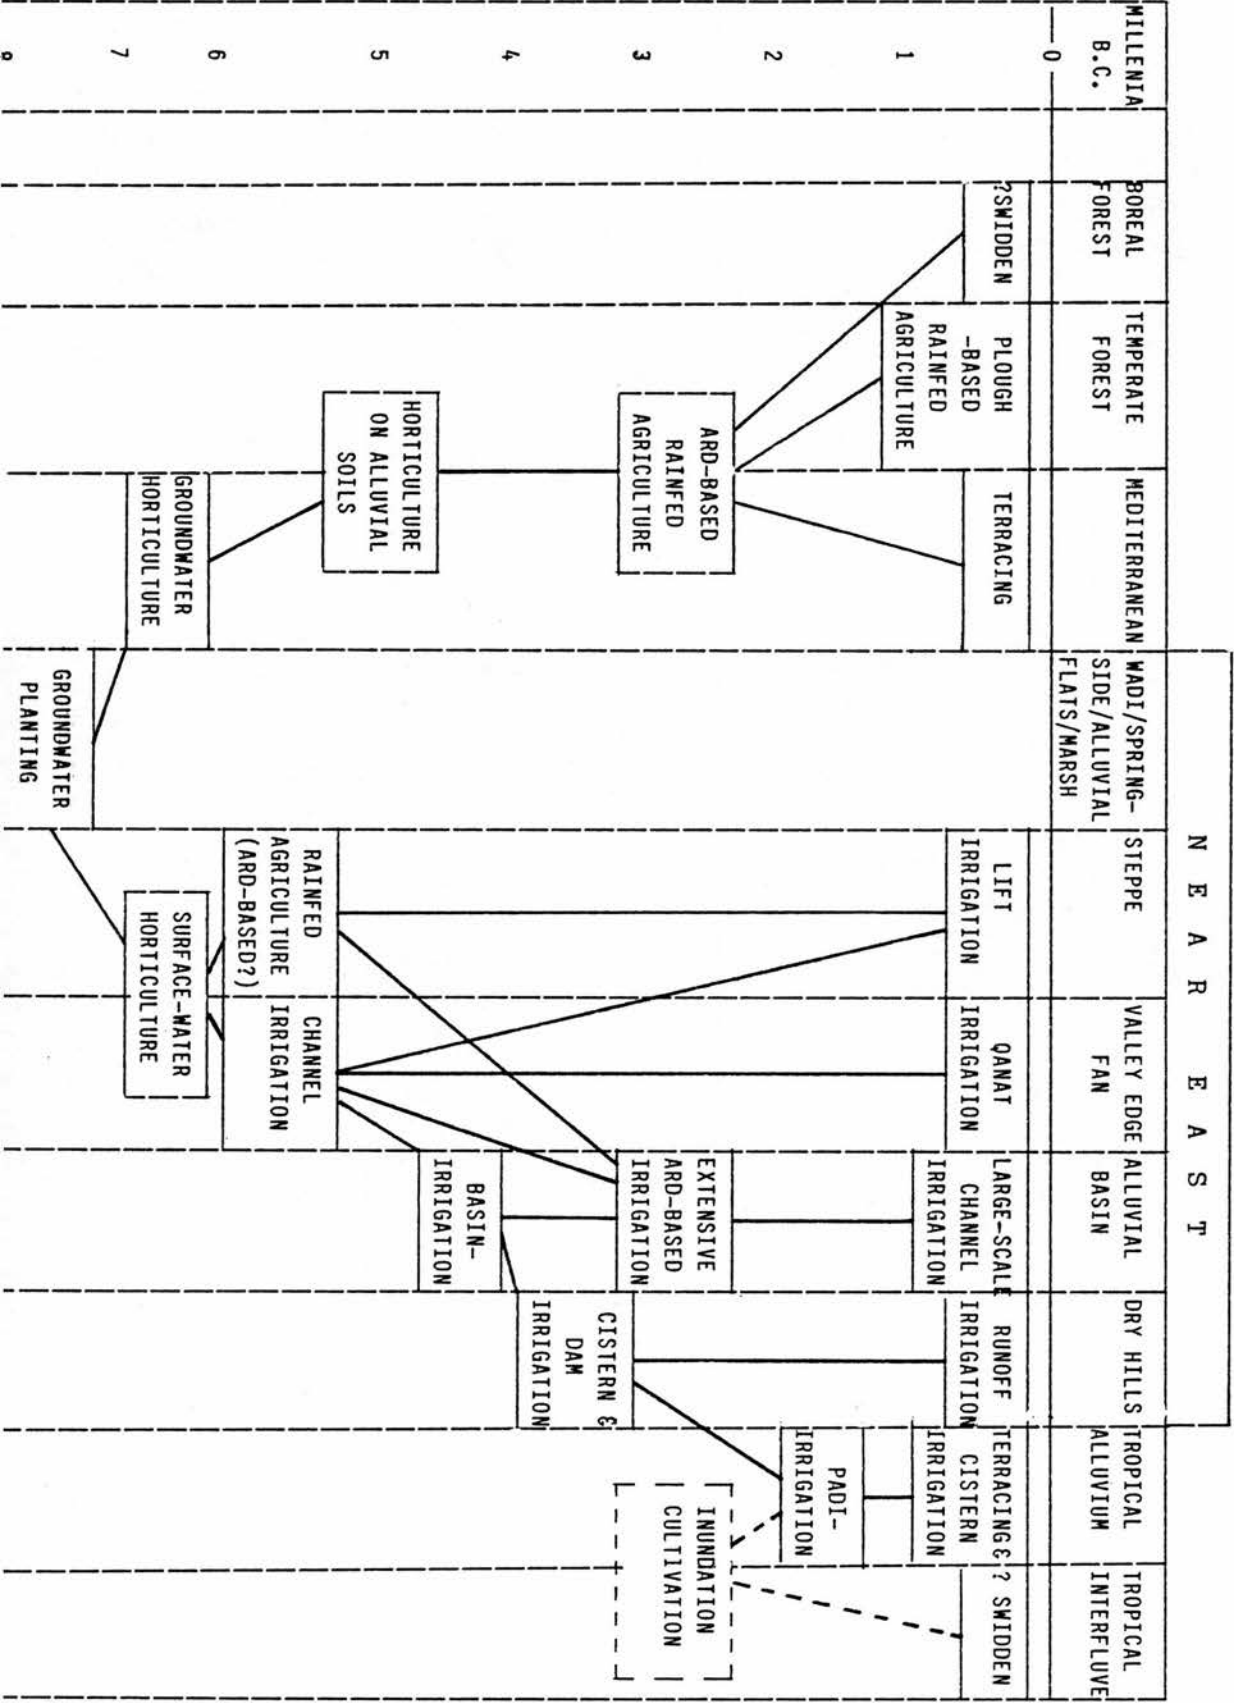 NEAR EAST
MILLENIA
B.C.
BOREAL
FOREST
TEMPERATE
FOREST
MEDITERRANEAN
WADI/SPRING-
SIDE/ALLUVIAL
FLATS/MARSH
STEPPE
VALLEY EDGE
FAN
ALLUVIAL
BASIN
DRY HILLS
TROPICAL
ALLUVIUM
TROPICAL
INTERFLUVE
0
?SWIDDEN
PLOUGH
-BASED
RAINFED
AGRICULTURE
TERRACING
LIFT
IRRIGATION
QANAT
IRRIGATION
LARGE-SCALE
CHANNEL
IRRIGATION
RUNOFF
IRRIGATION
TERRACING&
CISTERN
IRRIGATION
? SWIDDEN
1
PADI-
IRRIGATION
2
ARD-BASED
RAINFED
AGRICULTURE
EXTENSIVE
ARD-BASED
IRRIGATION
INUNDATION
CULTIVATION
3
CISTERN &
DAM
IRRIGATION
4
HORTICULTURE
ON ALLUVIAL
SOILS
BASIN-
IRRIGATION
5
RAINFED
AGRICULTURE
(ARD-BASED?)
CHANNEL
IRRIGATION
6
GROUNDWATER
HORTICULTURE
SURFACE-WATER
HORTICULTURE
7
GROUNDWATER
PLANTING